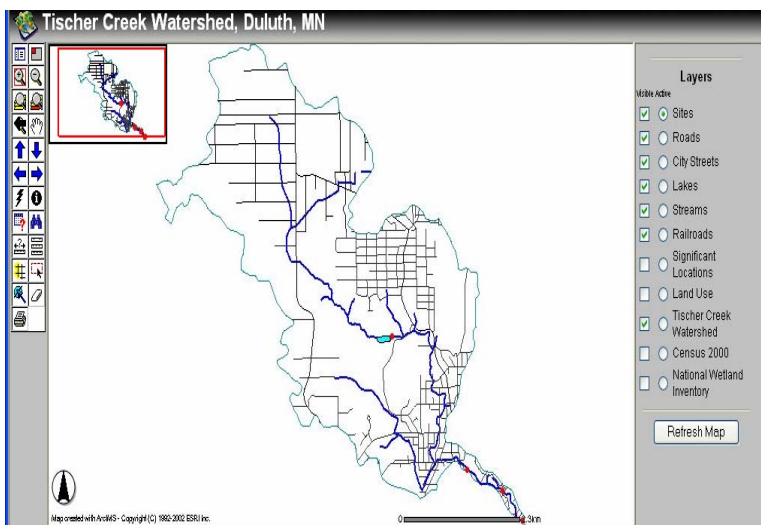 Tischer Creek Watershed, Duluth, MN
Layers
Visible Active
Sites
Roads
City Streets
Lakes
Streams
Railroads
Significant
Locations
Land Use
Tischer Creek
Watershed
Census 2000
National Wetland
Inventory
Refresh Map
Map created with ArcIMS - Copyright (C) 1992-2002 ESRI Inc.
0
.3km